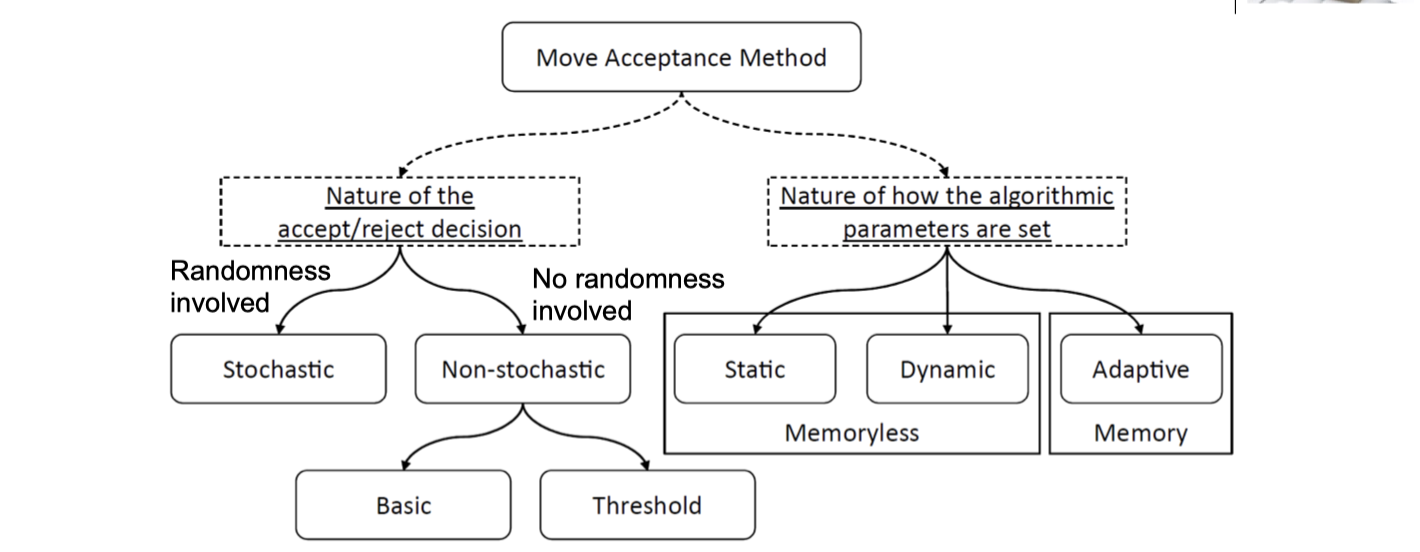 Move Acceptance Method
Nature of the
accept/reject decision
Nature of how the algorithmic
parameters are set
Randomness
involved
No randomness
involved
Stochastic
Non-stochastic
Static
Dynamic
Adaptive
Memoryless
Memory
Basic
Threshold